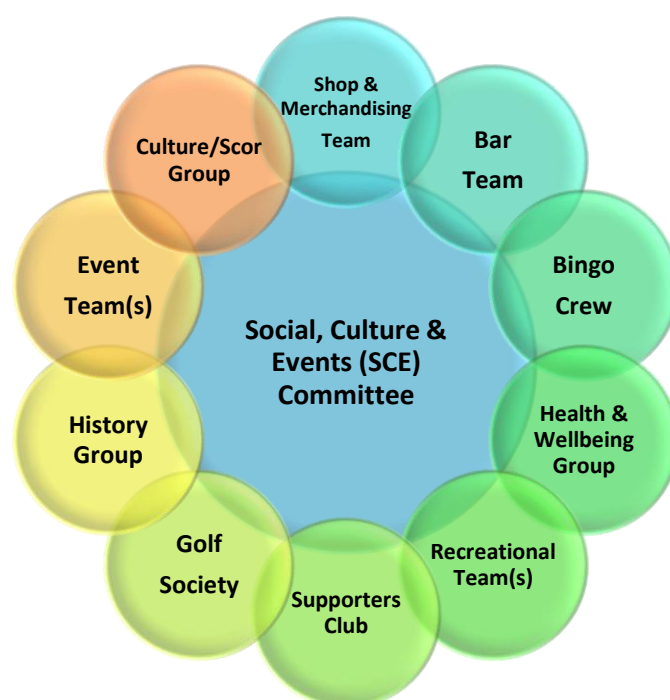 Shop &
Merchandising
Team
Bar
Team
Bingo
Crew
Health &
Wellbeing
Group
Recreational
Team(s)
Supporters
Club
Golf
Society
History
Group
Event
Team(s)
Culture/Scor
Group
Social, Culture &
Events (SCE)
Committee